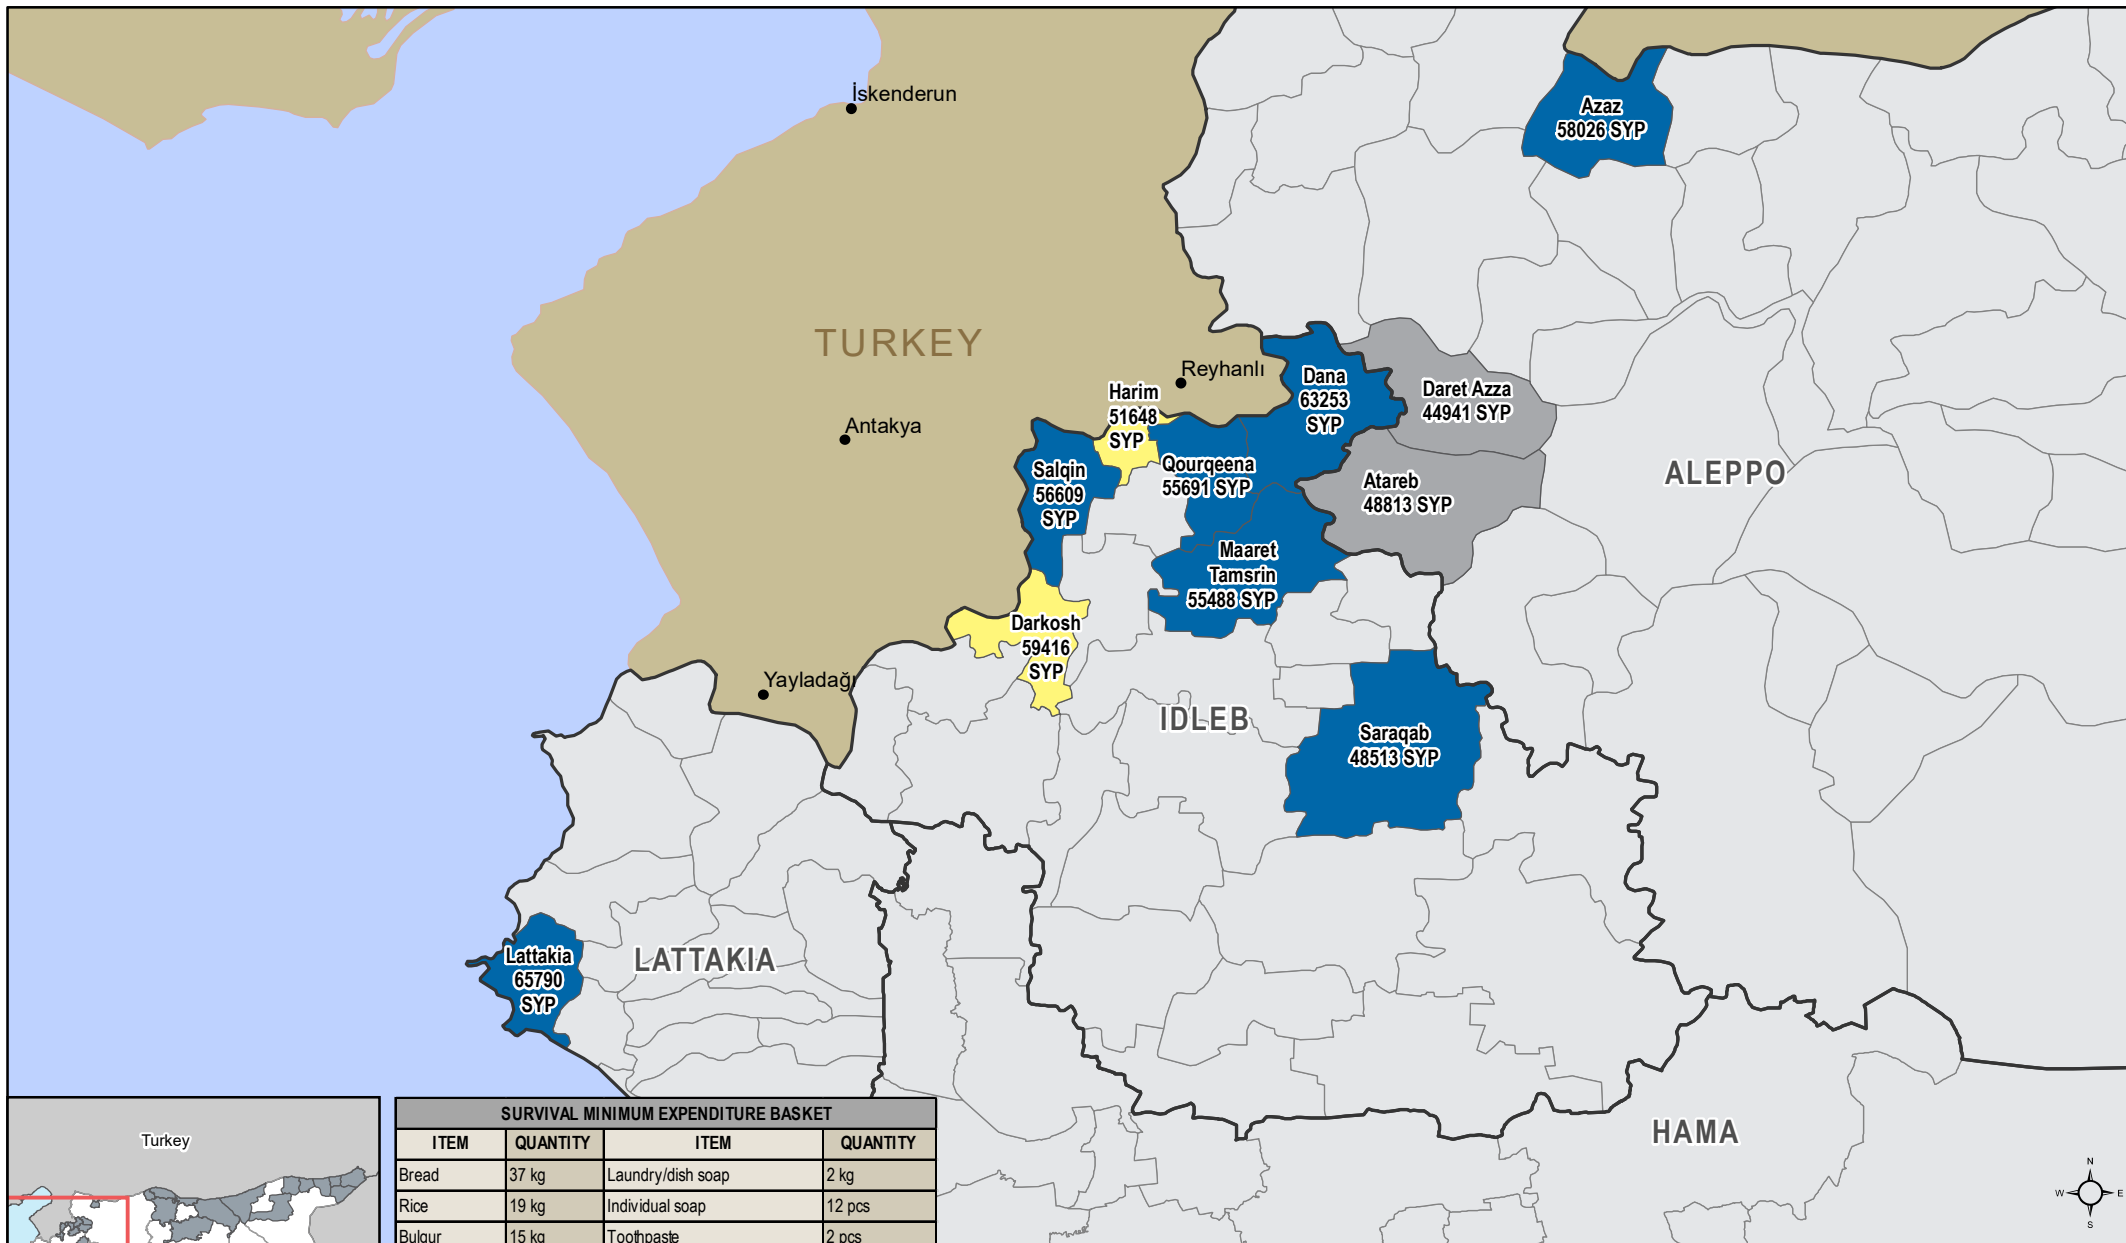 İskenderun
Azaz
58026 SYP
TURKEY
Reyhanlı
Harim
51648
SYP
Dana
63253
SYP
Daret Azza
44941 SYP
Antakya
Salqin
56609
SYP
Qourqeena
55691 SYP
Atareb
48813 SYP
ALEPPO
Maaret
Tamsrin
55488 SYP
Darkosh
59416
SYP
Yayladağı
IDLEB
Saraqab
48513 SYP
Lattakia
65790
SYP
LATTAKIA
HAMA
N
W E
S
Turkey
SURVIVAL MINIMUM EXPENDITURE BASKET
ITEM QUANTITY ITEM QUANTITY
Bread 37 kg Laundry/dish soap 2 kg
Rice 19 kg Individual soap 12 pcs
Bulgur 15 kg Toothpaste 2 pcs